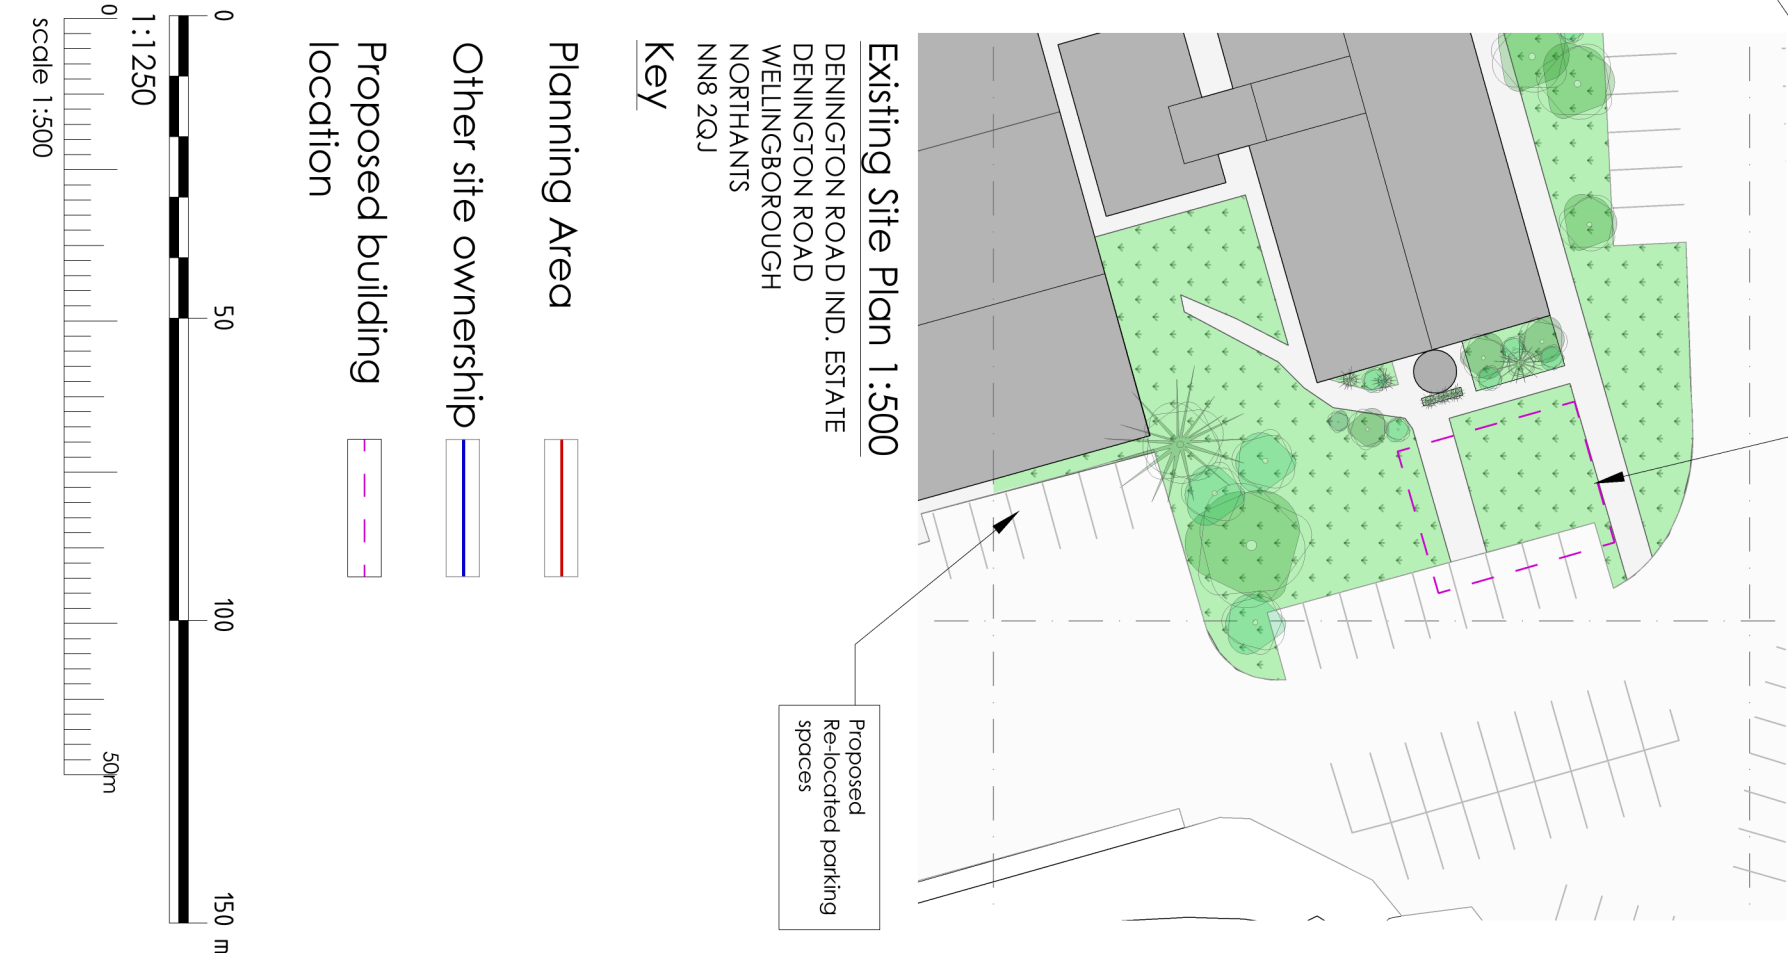 Existing Site Plan 1:500
DENINGTON ROAD IND. ESTATE
DENINGTON ROAD
WELLINGBOROUGH
NORTHANTS
NN8 2QJ
Key
Planning Area
Other site ownership
Proposed building
location
0
50
100
150 m
1:1250
0
50m
scale 1:500
Proposed
Re-located parking
spaces